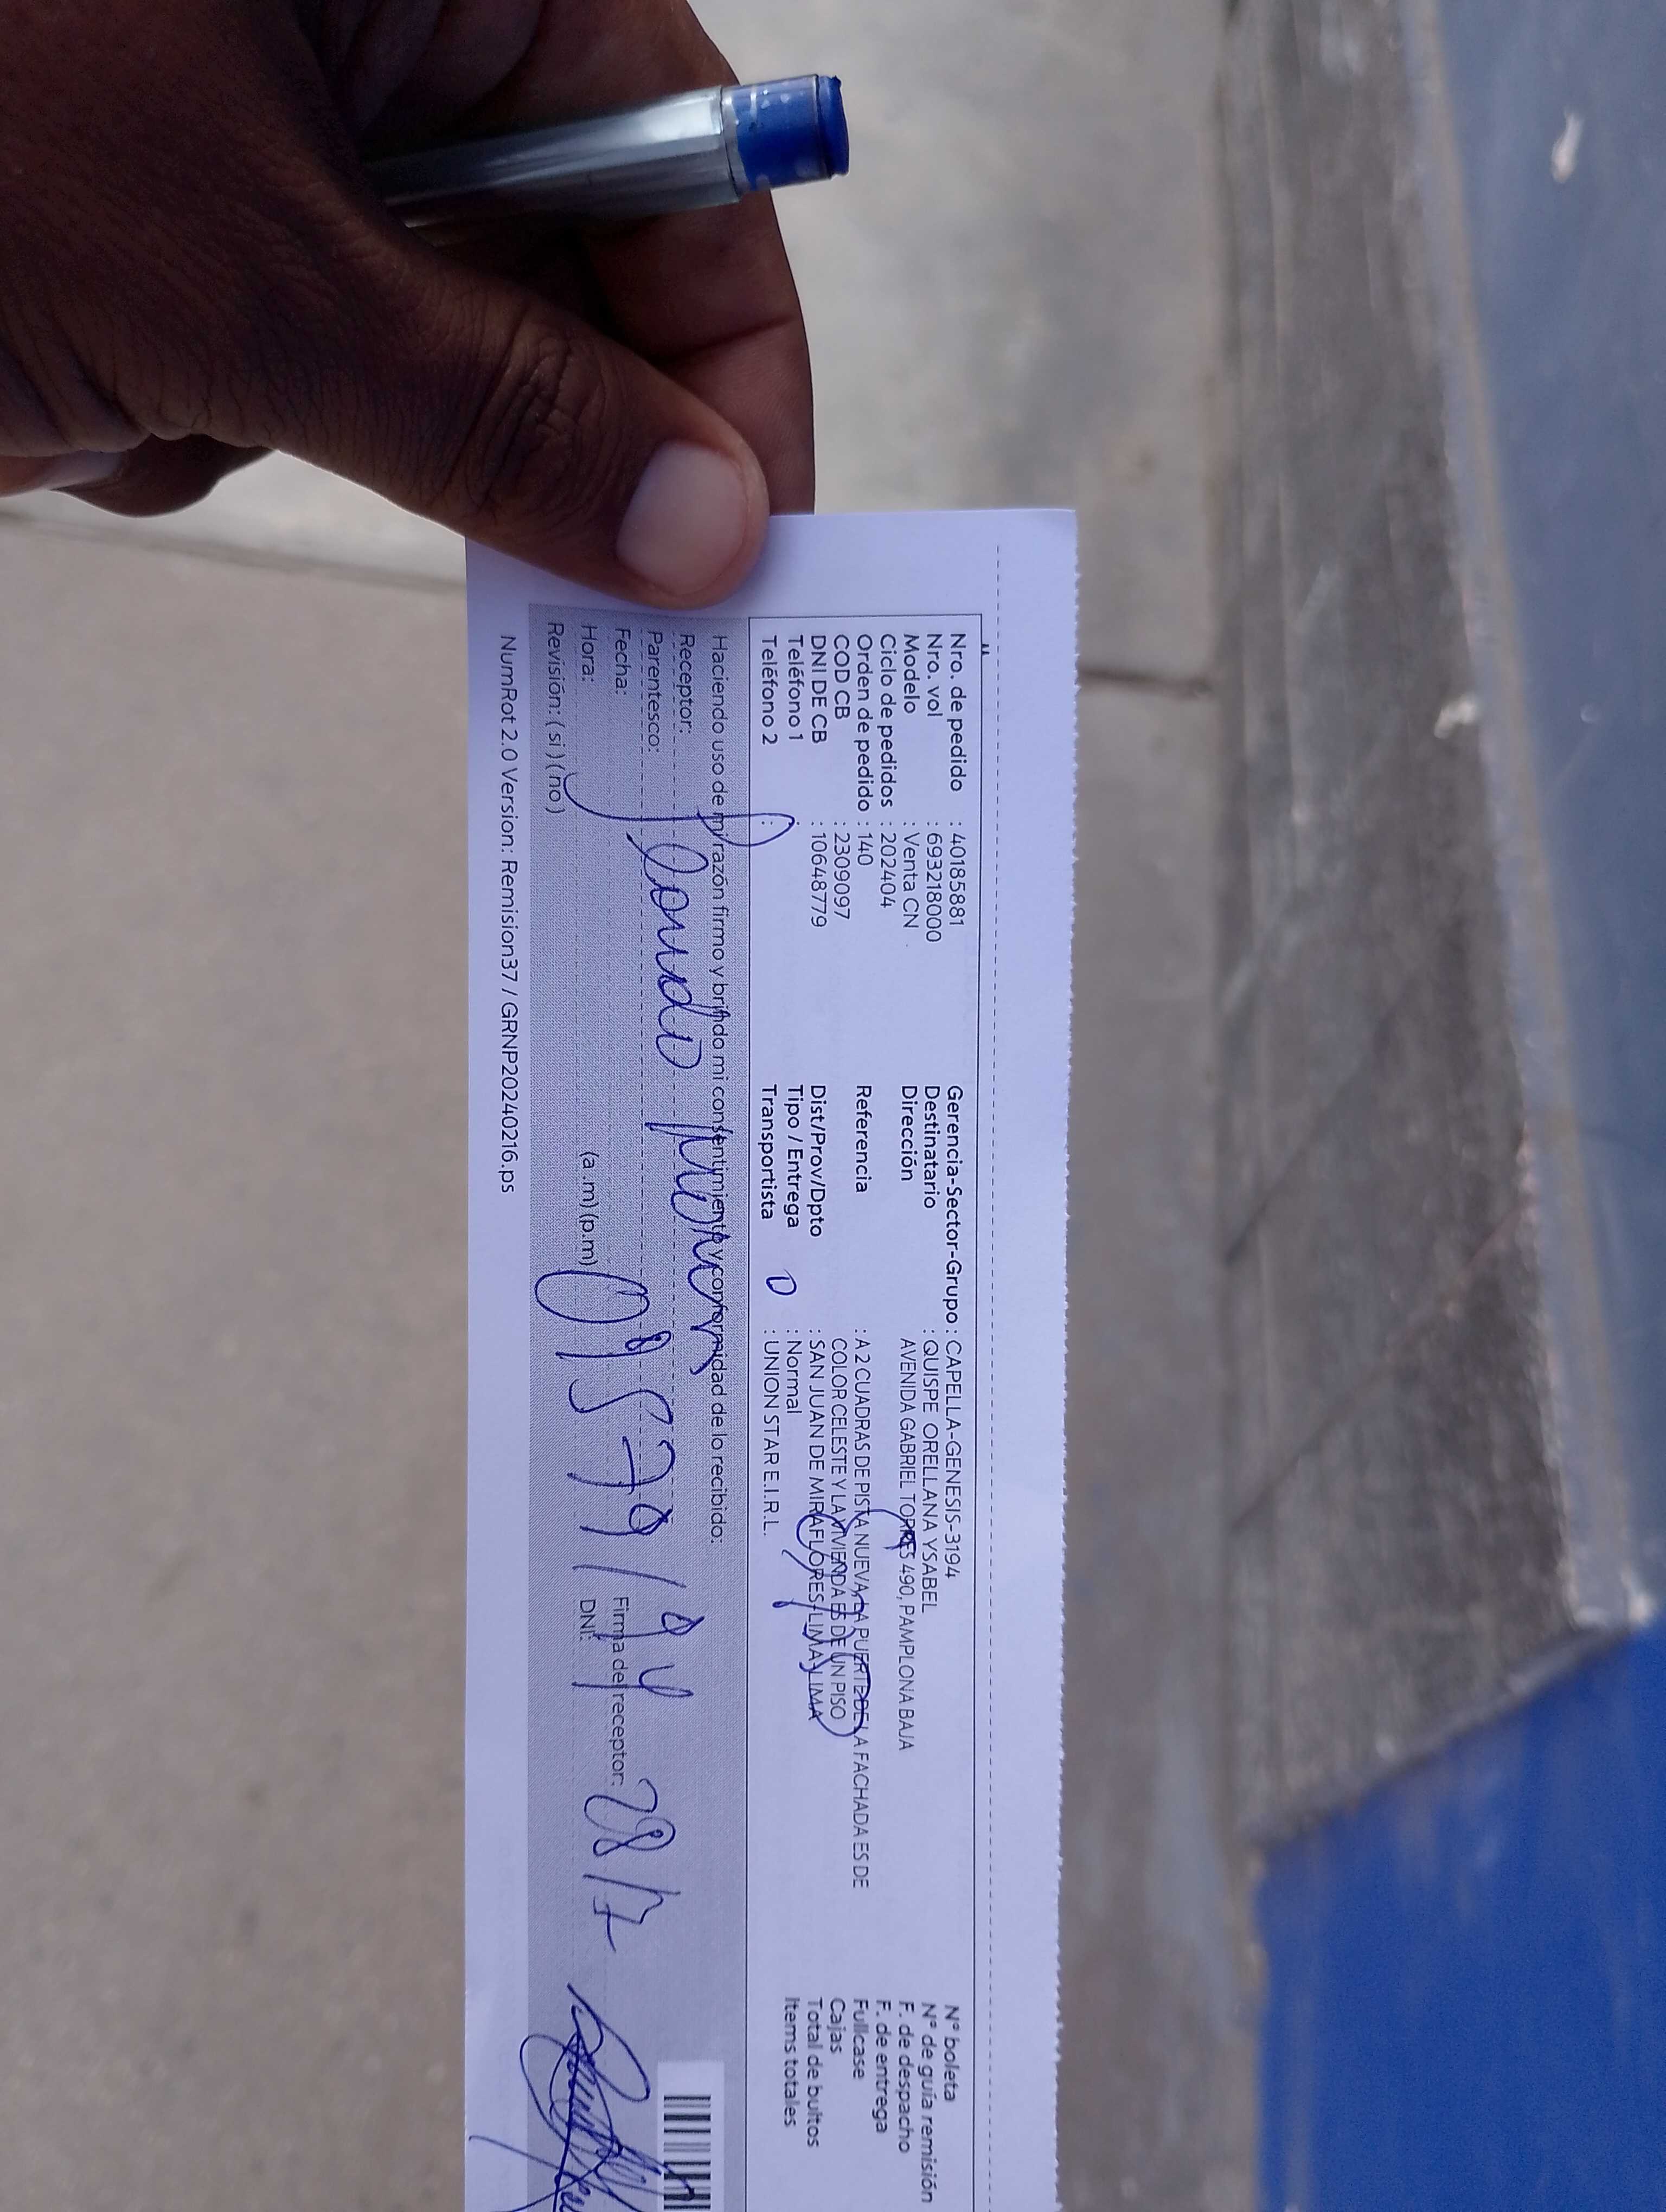 Nro. de pedido : 40185881
Nro. vol : 693218000
Modelo : Venta CN
Ciclo de pedidos : 202404
Orden de pedido : 140
COD CB : 2309097
DNI DE CB : 10648779
Teléfono 1 :
Teléfono 2 :
Gerencia-Sector-Grupo : CAPELLA-GENESIS-3194
Destinatario : QUISPE ORELLANA YSABEL
Dirección AVENIDA GABRIEL TORRES 490, PAMPLONA BAJA
Referencia : A 2 CUADRAS DE PISTA NUEVA, LA PUERTE DE LA FACHADA ES DE
COLOR CELESTE Y LA VIVIENDA ES DE UN PISO
Dist/Prov/Dpto : SAN JUAN DE MIRAFLORES-LIMA-LIMA
Tipo / Entrega : Normal
Transportista : UNION STAR E.I.R.L.
N° boleta
N° de guía remisión
F. de despacho
F. de entrega
Fullcase
Cajas
Total de bultos
Items totales
Haciendo uso de mi razón firmo y brindo mi consentimiento y conformidad de lo recibido:
Receptor:
Parentesco:
Fecha:
Hora: (a.m) (p.m)
Revisión: ( si ) ( no )
Firma del receptor: 28/2
DNI:
NumRot 2.0 Version: Remision37 / GRNP20240216.ps